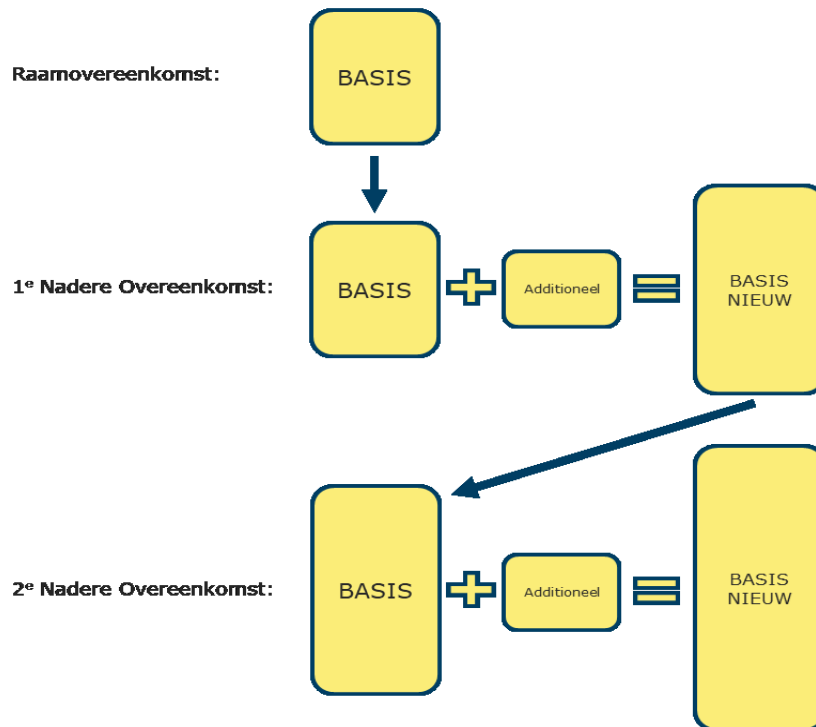 Raamovereenkomst:
BASIS
1e Nadere Overeenkomst:
BASIS
Additioneel
BASIS
NIEUW
2e Nadere Overeenkomst:
BASIS
Additioneel
BASIS
NIEUW